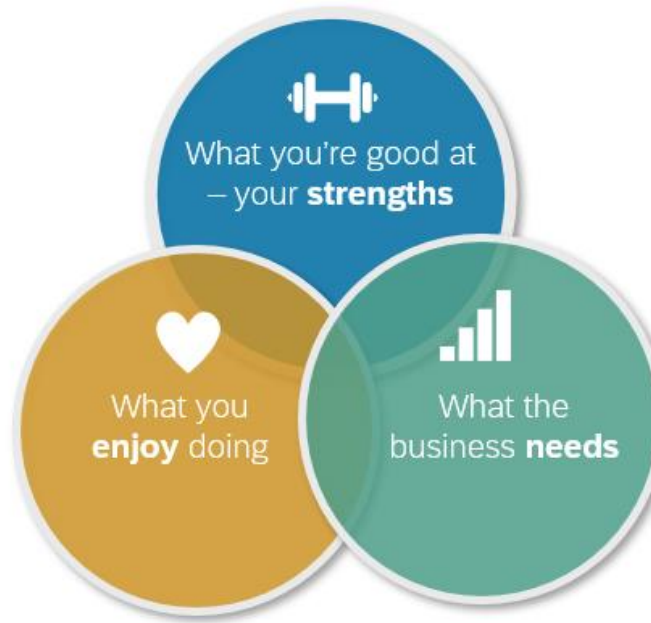 What you're good at
– your strengths
What you
enjoy doing
What the
business needs